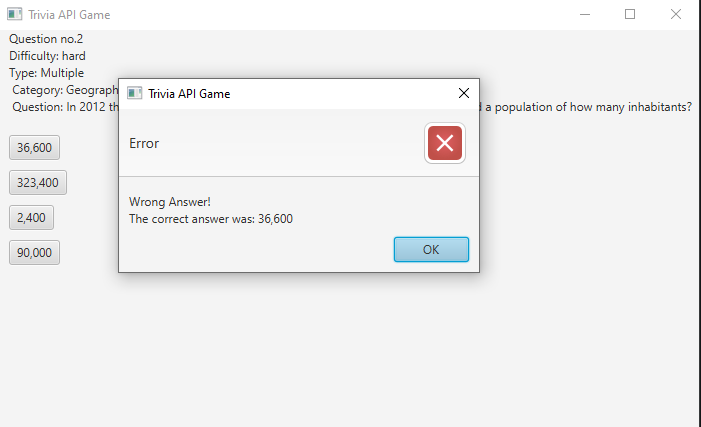 Trivia API Game
Question no.2
Difficulty: hard
Type: Multiple
Category: Geograph
Question: In 2012 th
a population of how many inhabitants?
36,600
323,400
2,400
90,000
Trivia API Game
Error
Wrong Answer!
The correct answer was: 36,600
OK